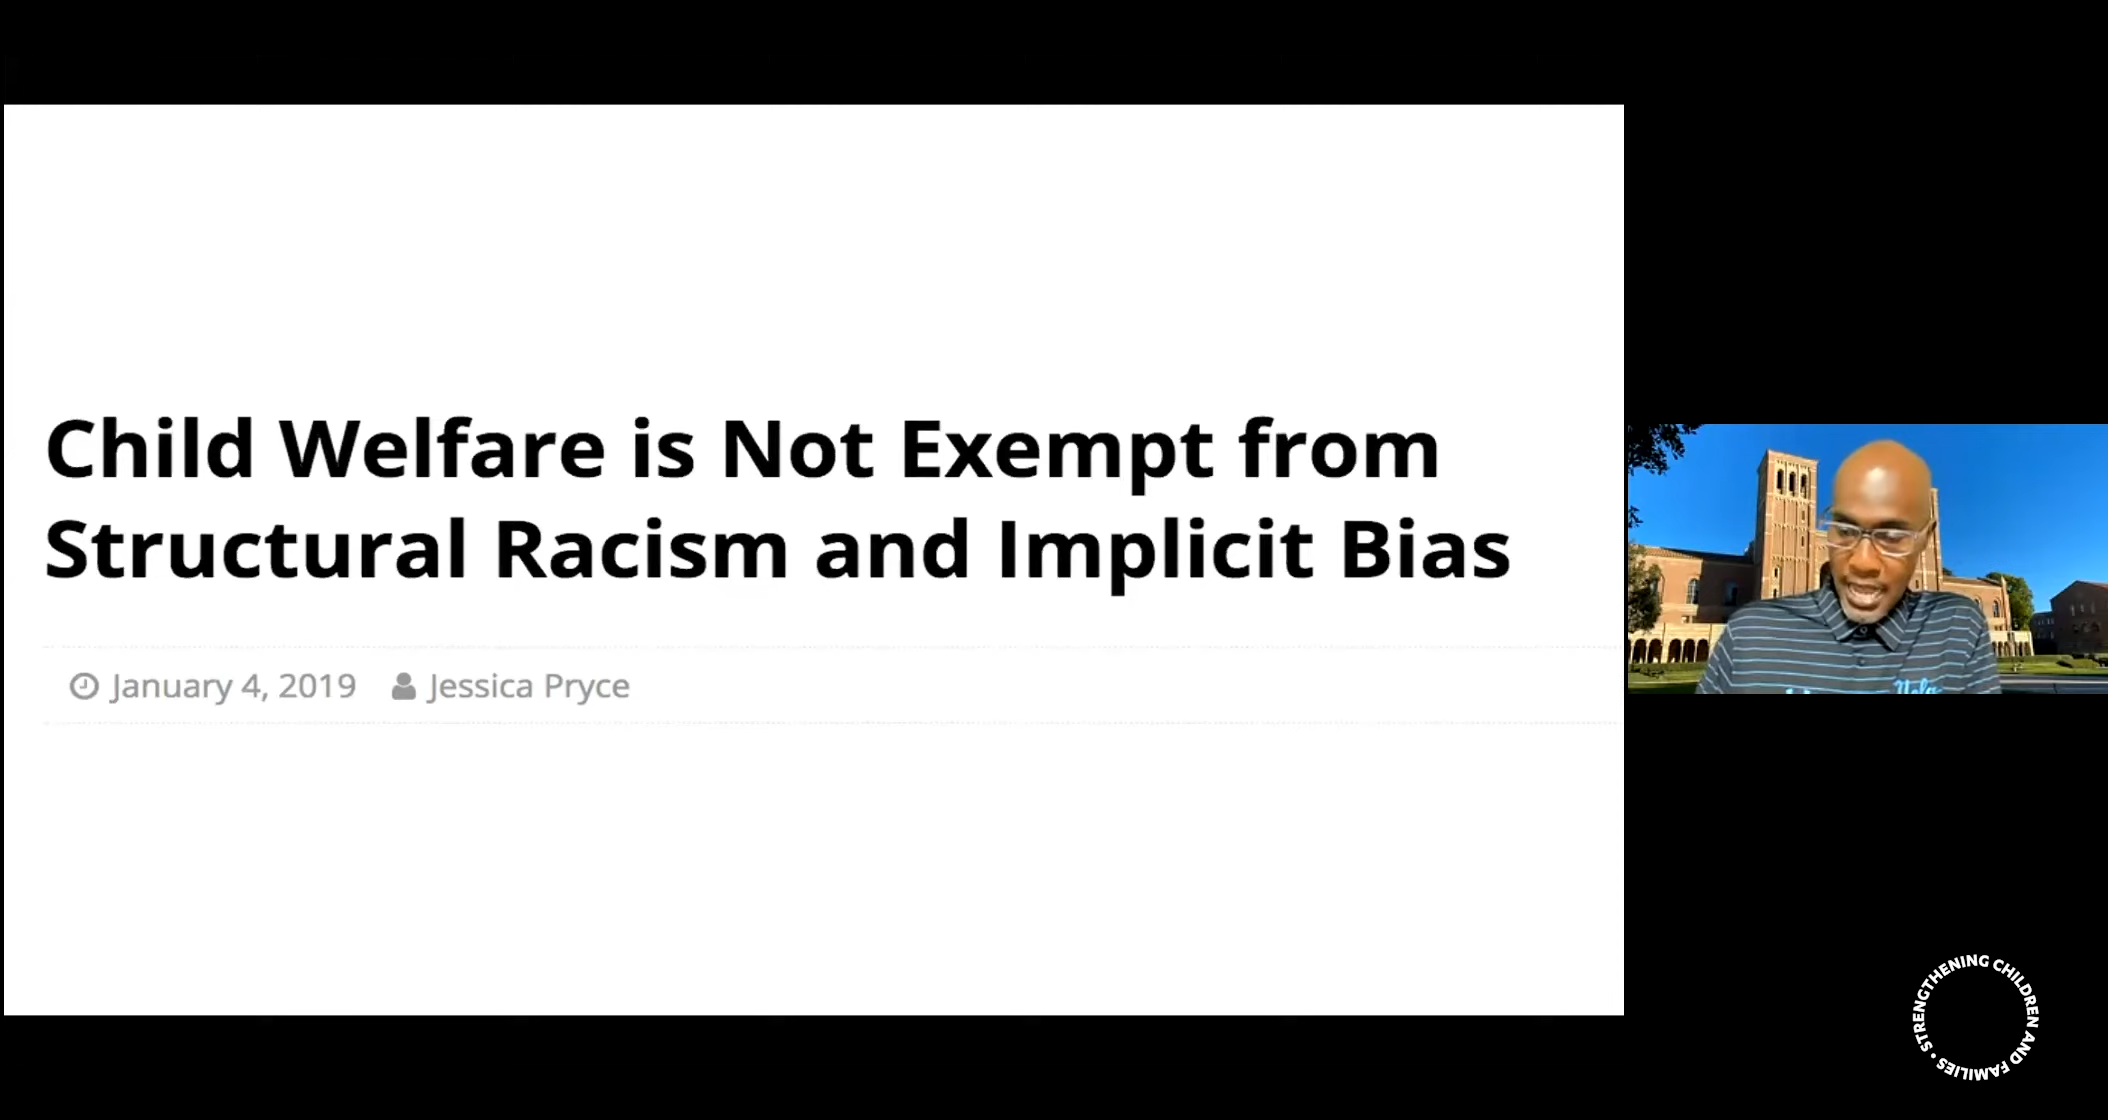 Child Welfare is Not Exempt from
Structural Racism and Implicit Bias
January 4, 2019 Jessica Pryce
STRENGTHENING CHILDREN AND FAMILIES •